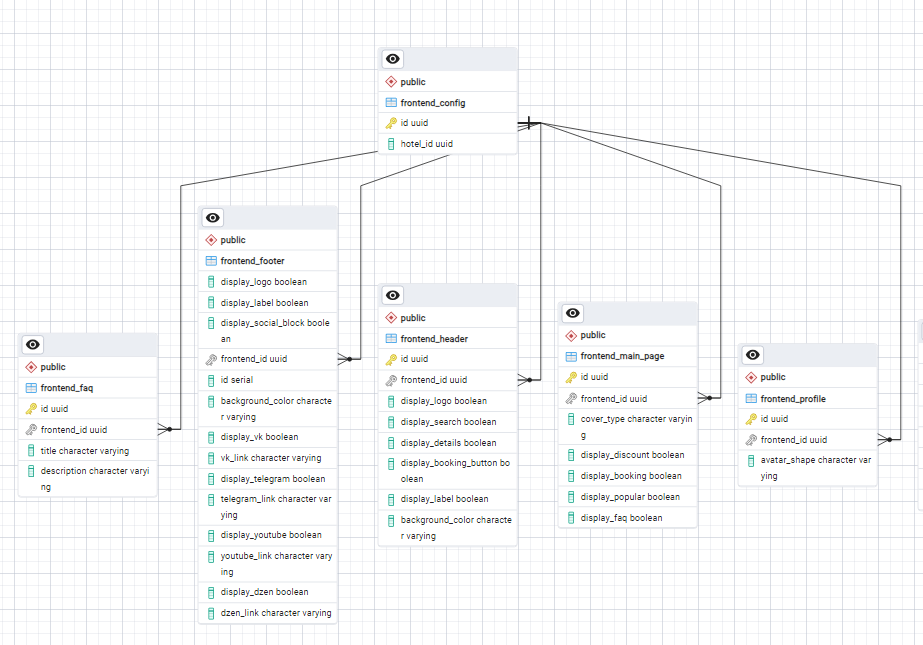 public
frontend_config
id uuid
hotel_id uuid
public
frontend_faq
id uuid
frontend_id uuid
title character varying
description character varyi
ng
public
frontend_footer
display_logo boolean
display_label boolean
display_social_block boole
an
frontend_id uuid
id serial
background_color characte
r varying
display_vk boolean
vk_link character varying
display_telegram boolean
telegram_link character var
ying
display_youtube boolean
youtube_link character vary
ing
display_dzen boolean
dzen_link character varying
public
frontend_header
id uuid
frontend_id uuid
display_logo boolean
display_search boolean
display_details boolean
display_booking_button bo
olean
display_label boolean
background_color characte
r varying
public
frontend_main_page
id uuid
frontend_id uuid
cover_type character varyin
g
display_discount boolean
display_booking boolean
display_popular boolean
display_faq boolean
public
frontend_profile
id uuid
frontend_id uuid
avatar_shape character var
ying